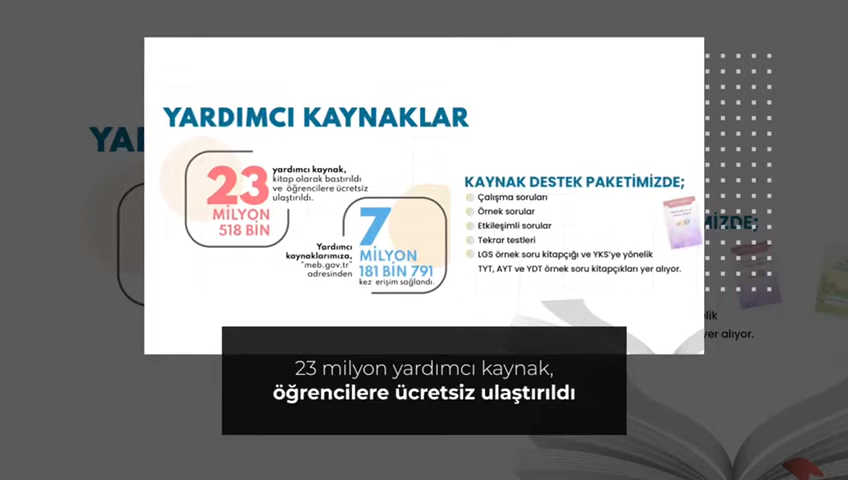 YARDIMCI KAYNAKLAR
23
MİLYON
518 BİN
yardımcı kaynak,
kitap olarak bastırıldı
ve öğrencilere ücretsiz
ulaştırıldı.
7
MİLYON
181 BİN 791
kez erişim sağlandı.
Yardımcı
kaynaklarımıza,
"meb.gov.tr"
adresinden
KAYNAK DESTEK PAKETİMİZDE;
Çalışma soruları
Örnek sorular
Etkileşimli sorular
Tekrar testleri
LGS örnek soru kitapçığı ve YKS'ye yönelik
TYT, AYT ve YDT örnek soru kitapçıkları yer alıyor.
23 milyon yardımcı kaynak,
öğrencilere ücretsiz ulaştırıldı